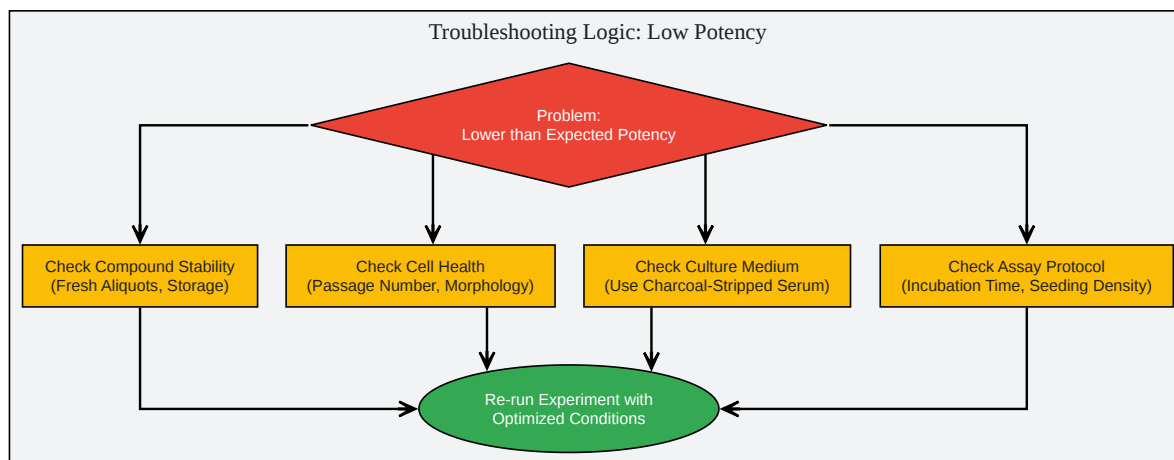 Troubleshooting Logic: Low Potency
Problem:
Lower than Expected Potency
Check Compound Stability
(Fresh Aliquots, Storage)
Check Cell Health
(Passage Number, Morphology)
Check Culture Medium
(Use Charcoal-Stripped Serum)
Check Assay Protocol
(Incubation Time, Seeding Density)
Re-run Experiment with
Optimized Conditions